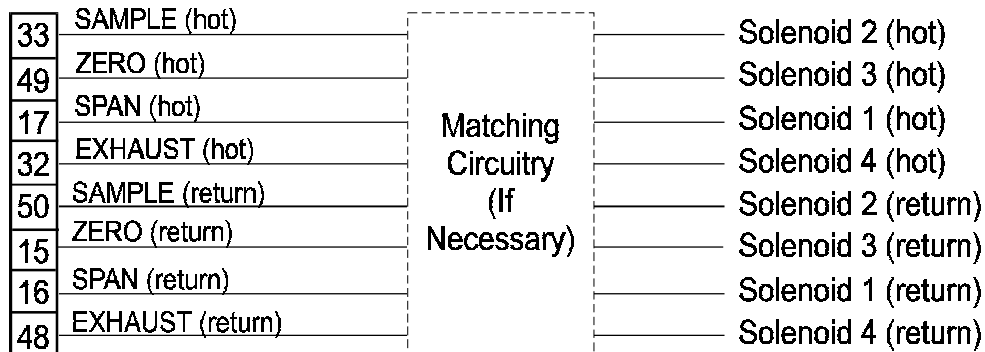 33 SAMPLE (hot) Solenoid 2 (hot)
49 ZERO (hot) Solenoid 3 (hot)
17 SPAN (hot) Solenoid 1 (hot)
32 EXHAUST (hot) Solenoid 4 (hot)
50 SAMPLE (return) Solenoid 2 (return)
15 ZERO (return) Solenoid 3 (return)
16 SPAN (return) Solenoid 1 (return)
48 EXHAUST (return) Solenoid 4 (return)
Matching
Circuitry
(If
Necessary)